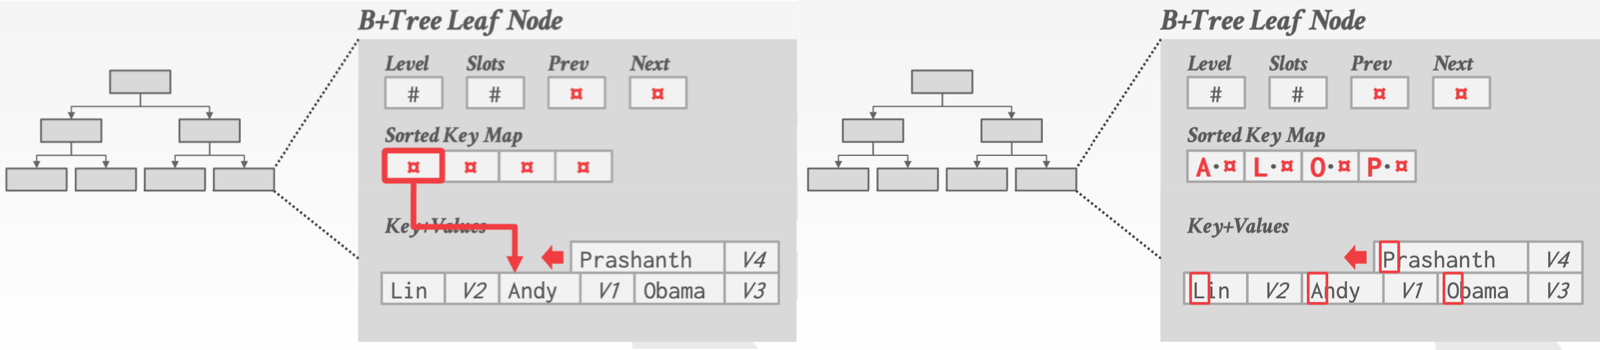 B+Tree Leaf Node
Level Slots Prev Next
# # ¤ ¤
Sorted Key Map
¤ ¤ ¤ ¤
Key+Values
Prashanth V4
Lin V2 Andy V1 Obama V3
B+Tree Leaf Node
Level Slots Prev Next
# # ¤ ¤
Sorted Key Map
A·¤ L·¤ O·¤ P·¤
Key+Values
Prashanth V4
Lin V2 Andy V1 Obama V3